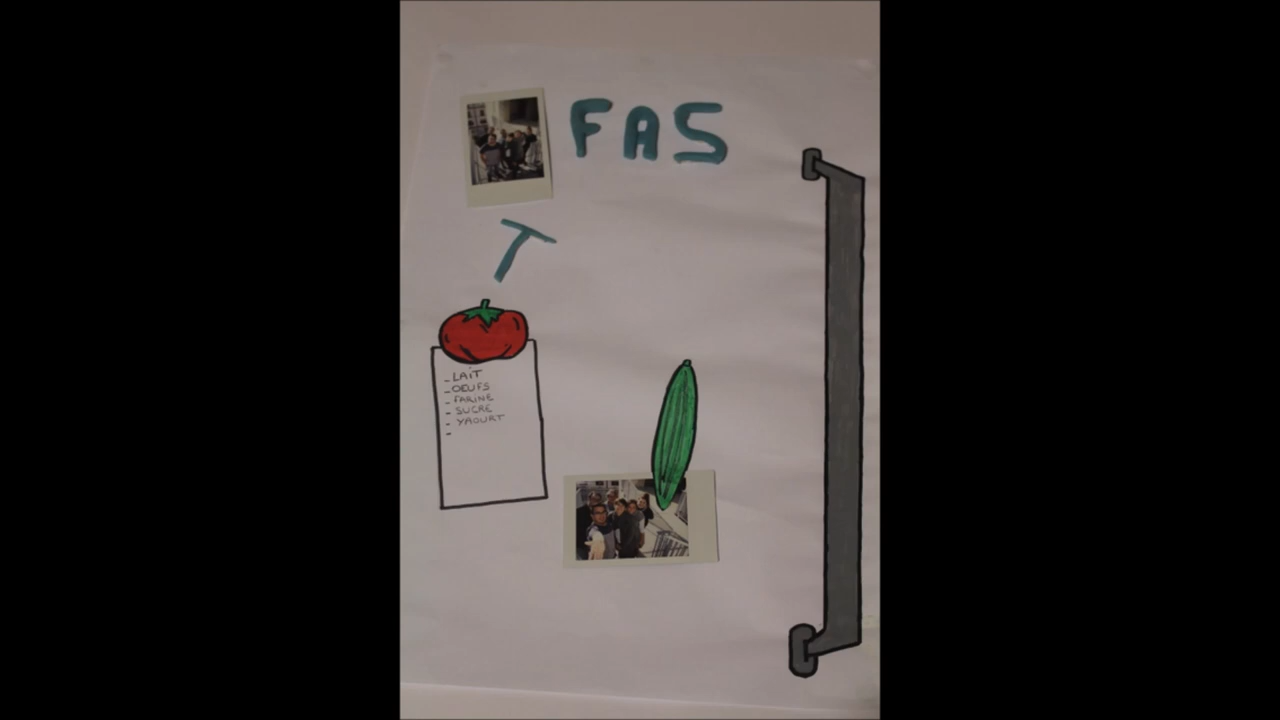 FAS
T
- LAIT
- OEUFS
- FARINE
- SUCRE
- YAOURT
-